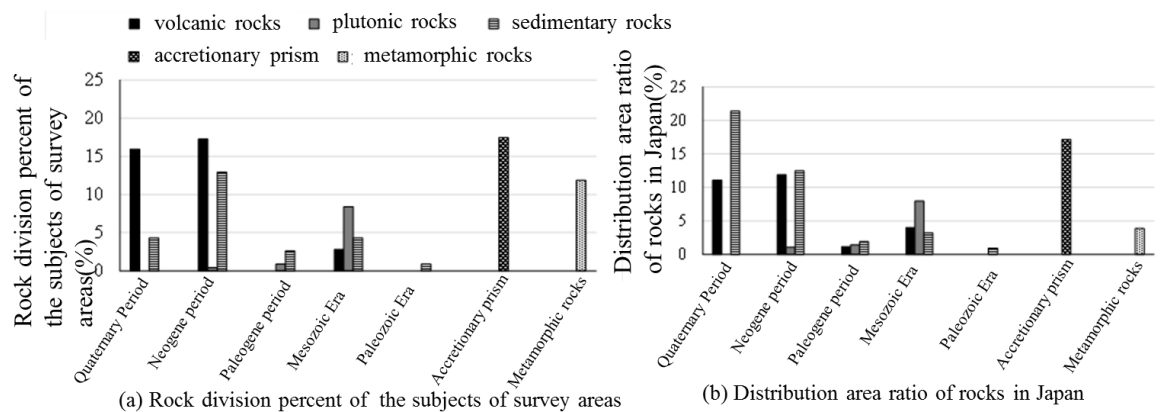 volcanic rocks plutonic rocks sedimentary rocks
accretionary prism metamorphic rocks
Rock division percent of
the subjects of survey
areas(%)
25
20
15
10
5
0
Quaternary Period
Neogene period
Paleogene period
Mesozoic Era
Paleozoic Era
Accretionary prism
Metamorphic rocks
(a) Rock division percent of the subjects of survey areas
Distribution area ratio
of rocks in Japan(%)
25
20
15
10
5
0
Quaternary Period
Neogene period
Paleogene period
Mesozoic Era
Paleozoic Era
Accretionary prism
Metamorphic rocks
(b) Distribution area ratio of rocks in Japan